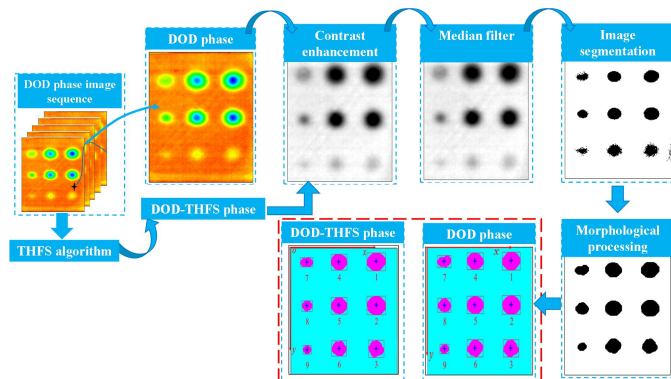 DOD phase
Contrast
enhancement
Median filter
Image
segmentation
DOD phase image
sequence
DOD-THFS phase
THFS algorithm
DOD-THFS phase
DOD phase
Morphological
processing
o
x
7
4
1
8
5
2
y
9
6
3
x
7
4
1
8
5
2
y
9
6
3